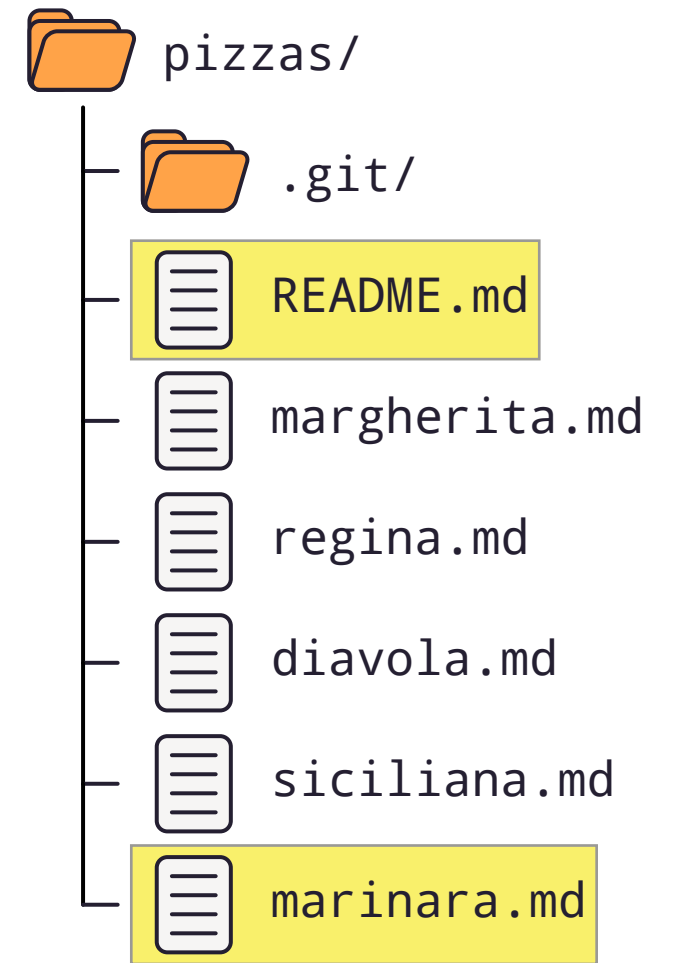 pizzas/
.git/
README.md
margherita.md
regina.md
diavola.md
siciliana.md
marinara.md